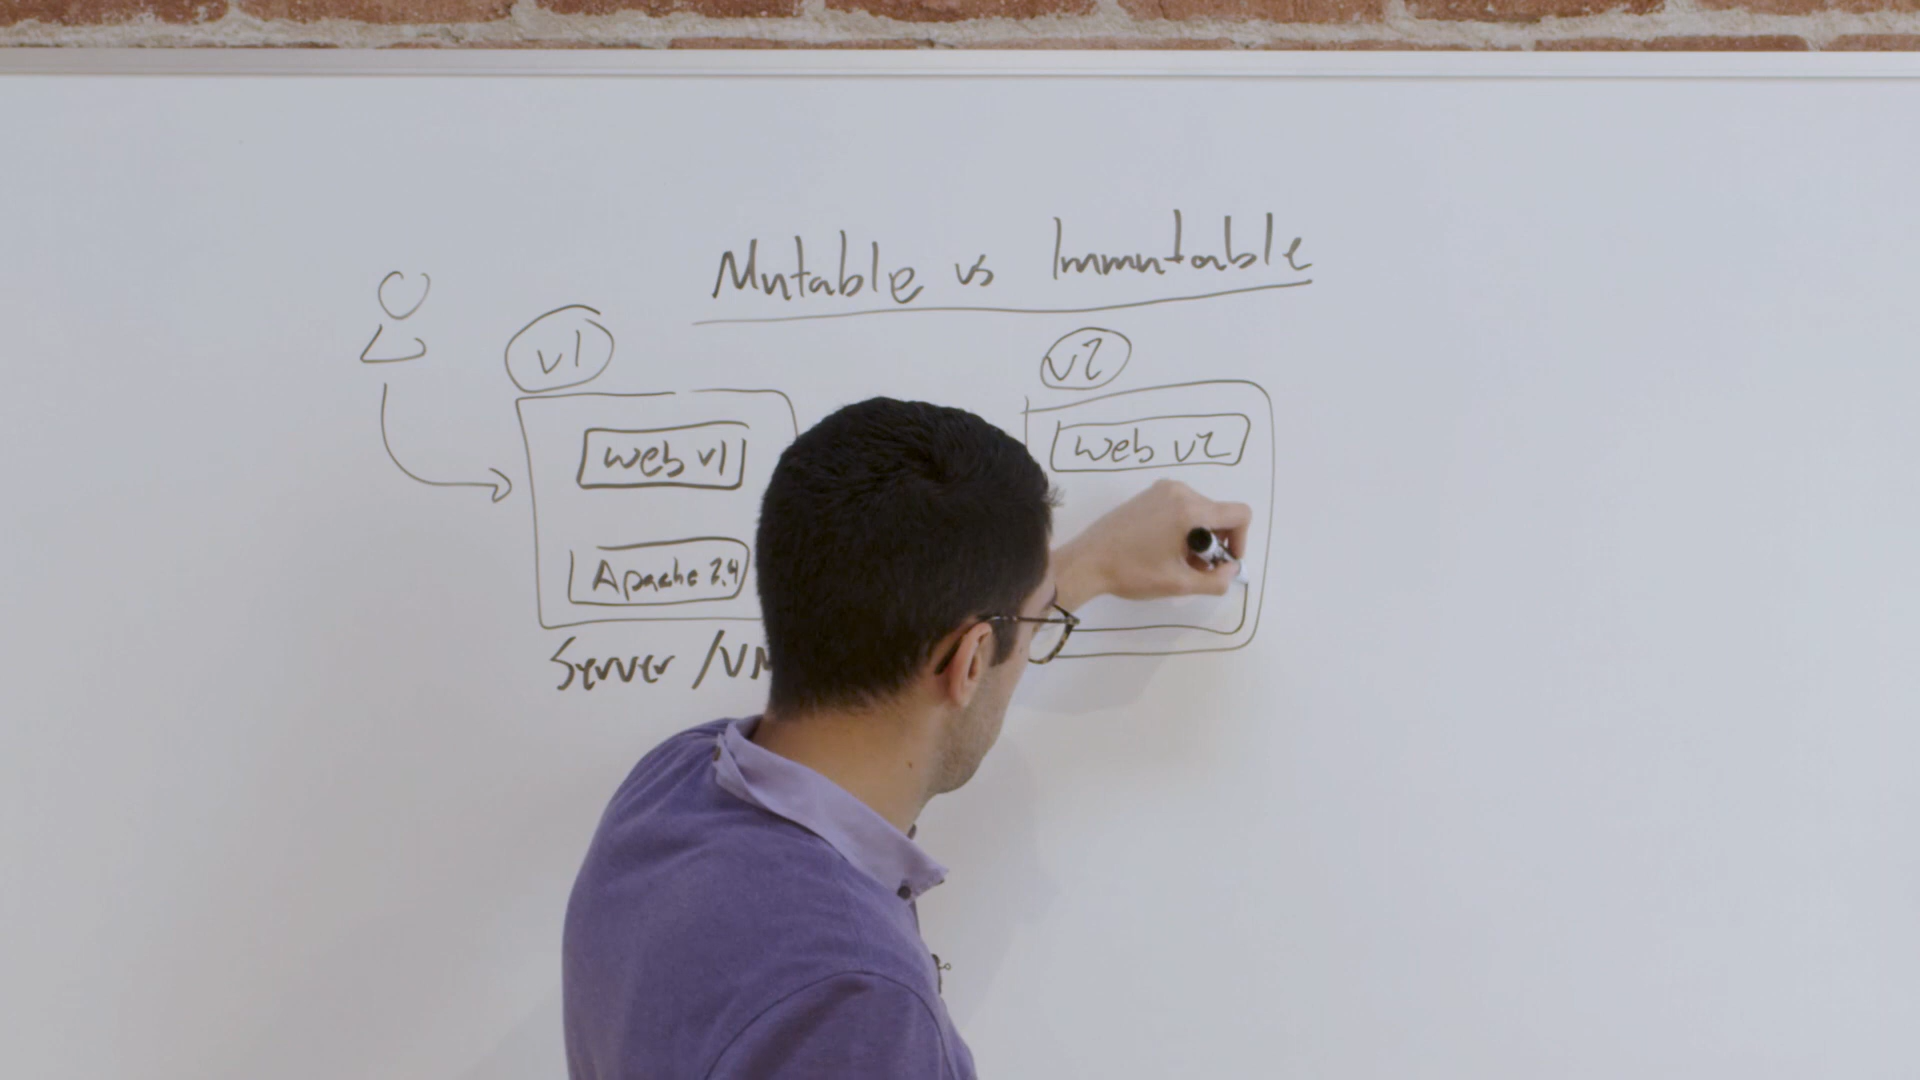 Mutable vs Immutable
v1
v2
web v1
web v2
Apache 2.4
Server /VM